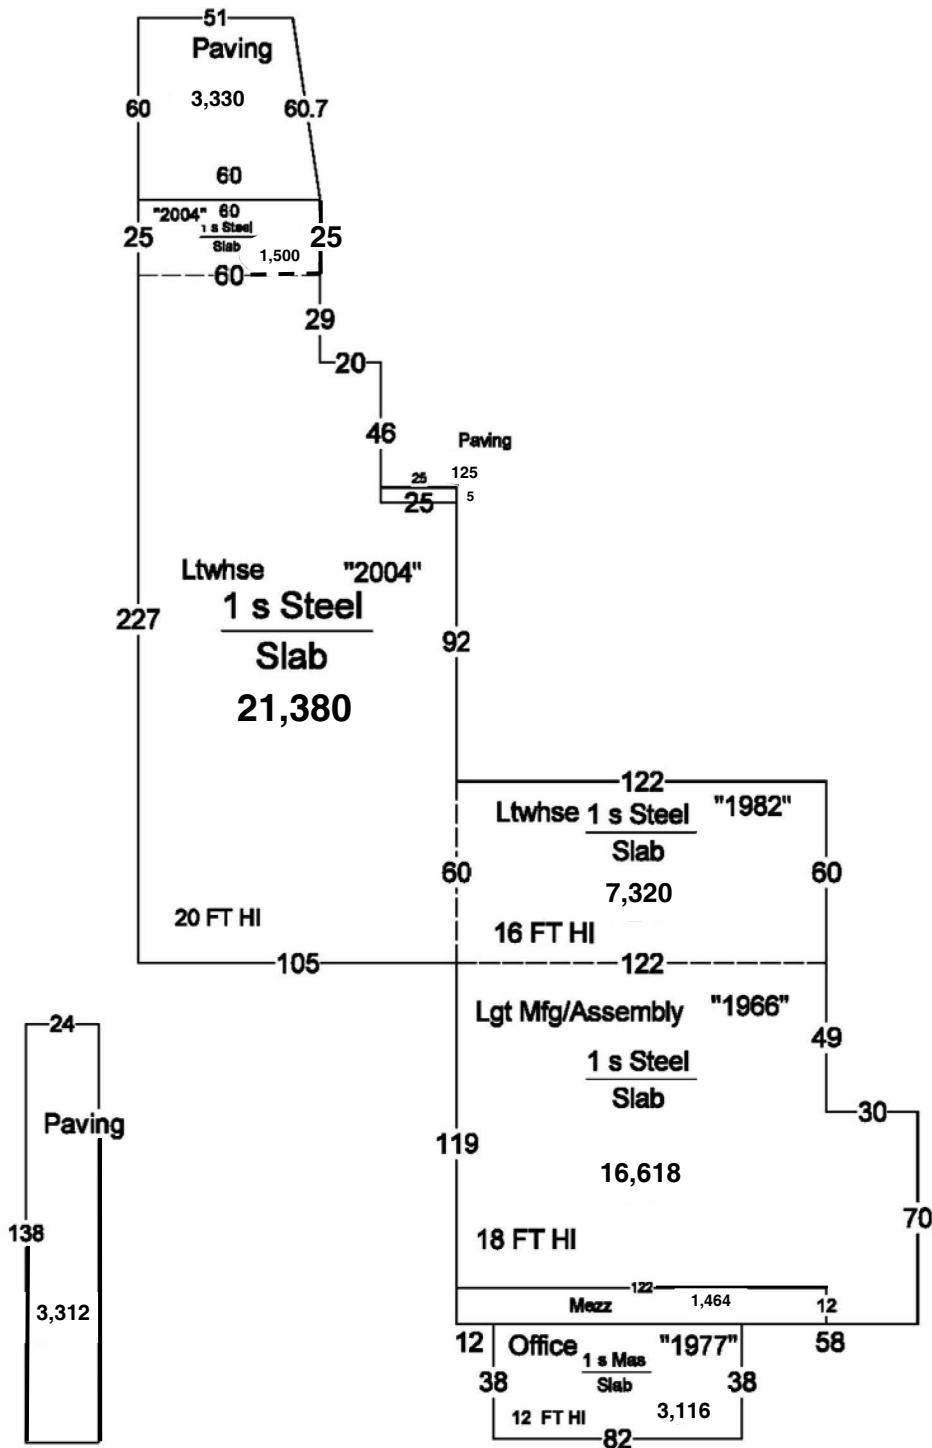 51
Paving
3,330
60
60.7
60
"2004" 60
1 s Steel
Slab
25
25
1,500
60
29
20
46
Paving
25
125
5
25
Ltwhse "2004"
1 s Steel
Slab
21,380
227
92
122
Ltwhse 1 s Steel "1982"
Slab
60
60
7,320
20 FT HI
16 FT HI
105
122
Lgt Mfg/Assembly "1966"
1 s Steel
Slab
49
30
24
Paving
119
16,618
70
138
18 FT HI
3,312
122
Mezz
1,464
12
12
Office
"1977"
58
1 s Mas
Slab
38
38
12 FT HI
3,116
82